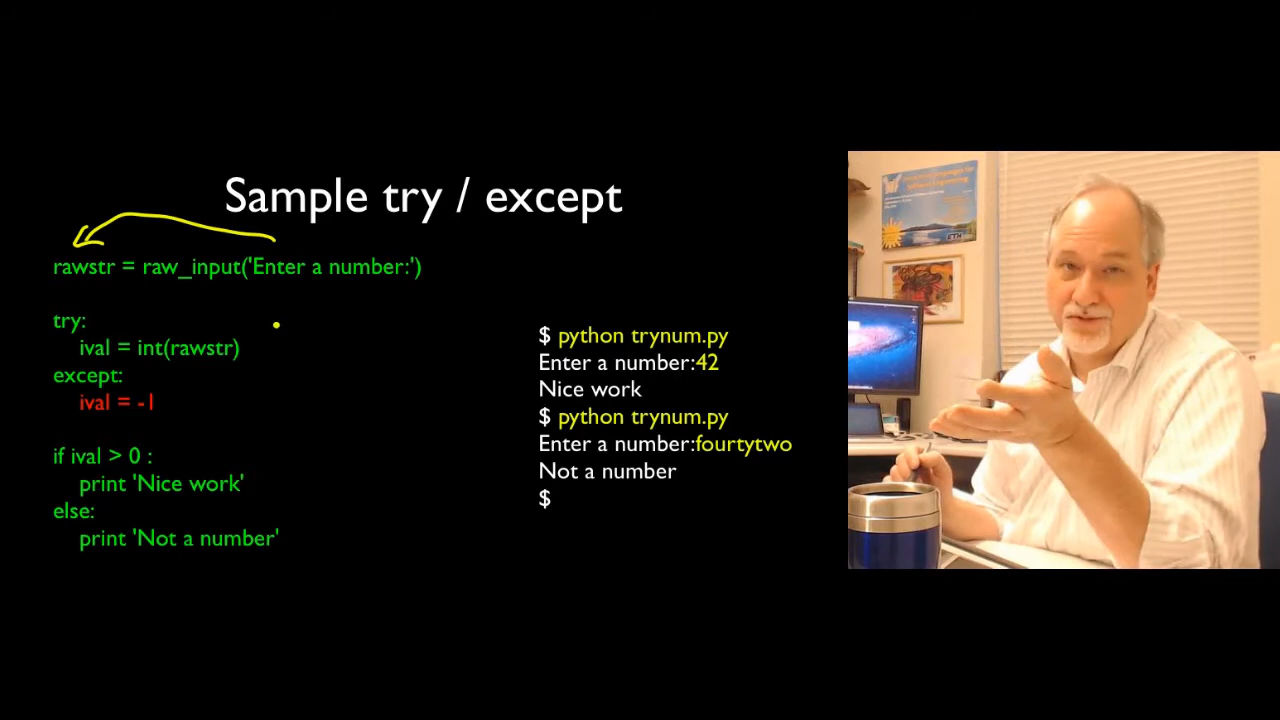 Sample try / except
rawstr = raw_input('Enter a number:')
try:
ival = int(rawstr)
except:
ival = -1
if ival > 0 :
print 'Nice work'
else:
print 'Not a number'
$ python trynum.py
Enter a number:42
Nice work
$ python trynum.py
Enter a number:fourtytwo
Not a number
$
ETH